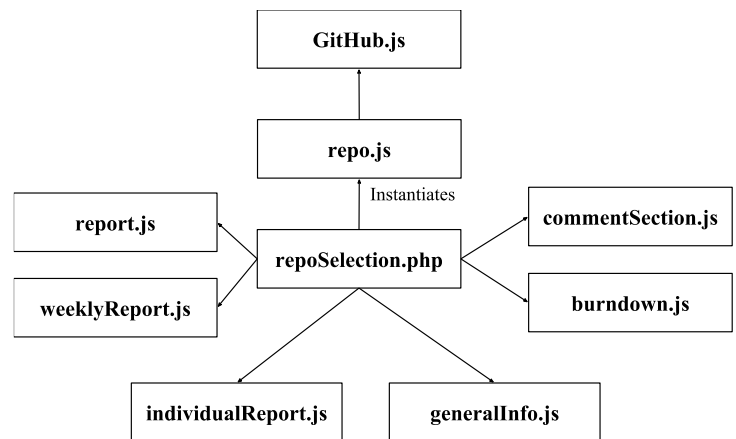 GitHub.js
repo.js
Instantiates
report.js
commentSection.js
repoSelection.php
weeklyReport.js
burndown.js
individualReport.js
generalInfo.js